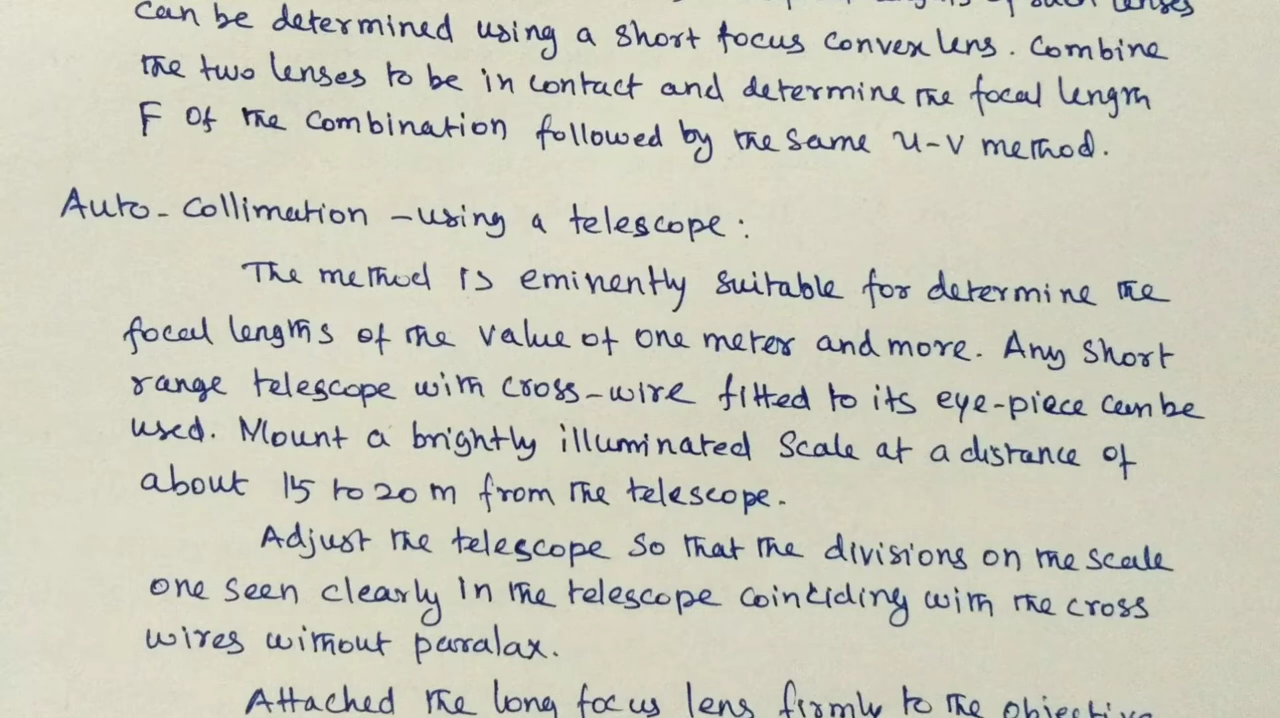 of such lenses
can be determined using a short focus convex lens. Combine
the two lenses to be in contact and determine the focal length
F of the combination followed by the same u-v method.
Auto-collimation - using a telescope:
The method is eminently suitable for determine the
focal lengths of the value of one meter and more. Any short
range telescope with cross-wire fitted to its eye-piece can be
used. Mount a brightly illuminated scale at a distance of
about 15 to 20 m from the telescope.
Adjust the telescope so that the divisions on the scale
one seen clearly in the telescope coinciding with the cross
wires without paralax.
Attached the long focus lens firmly to the objective